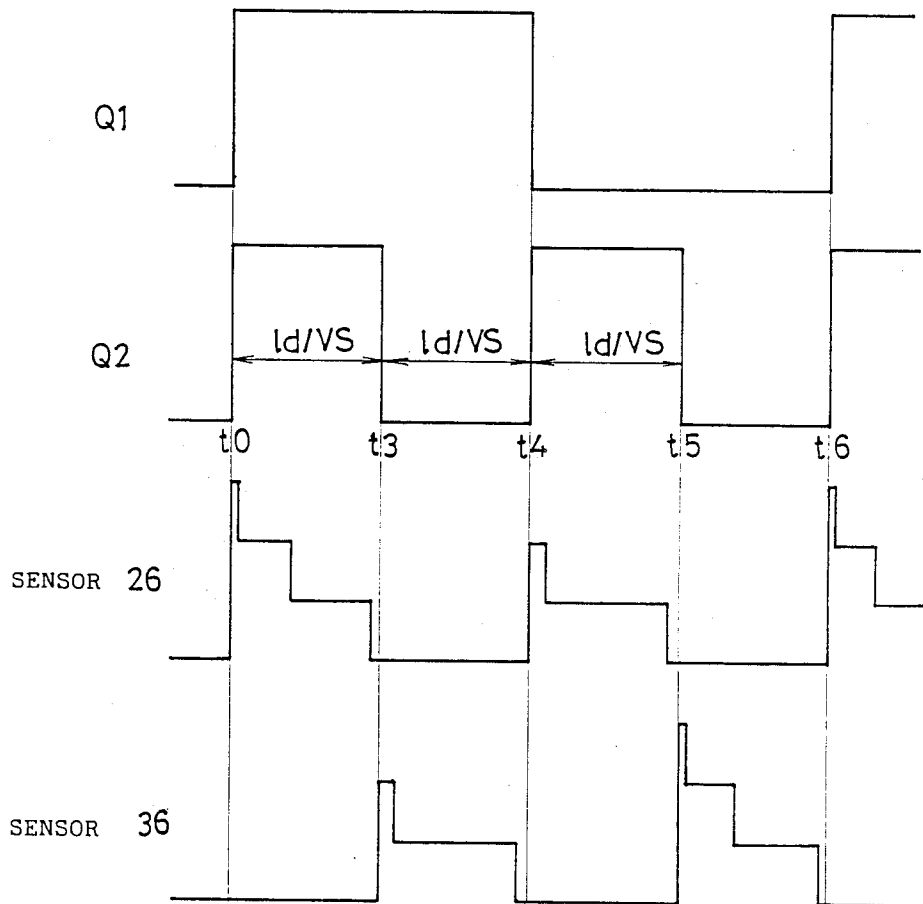 Q1
ld/VS ld/VS ld/VS
Q2
t0 t3 t4 t5 t6
SENSOR 26
SENSOR 36